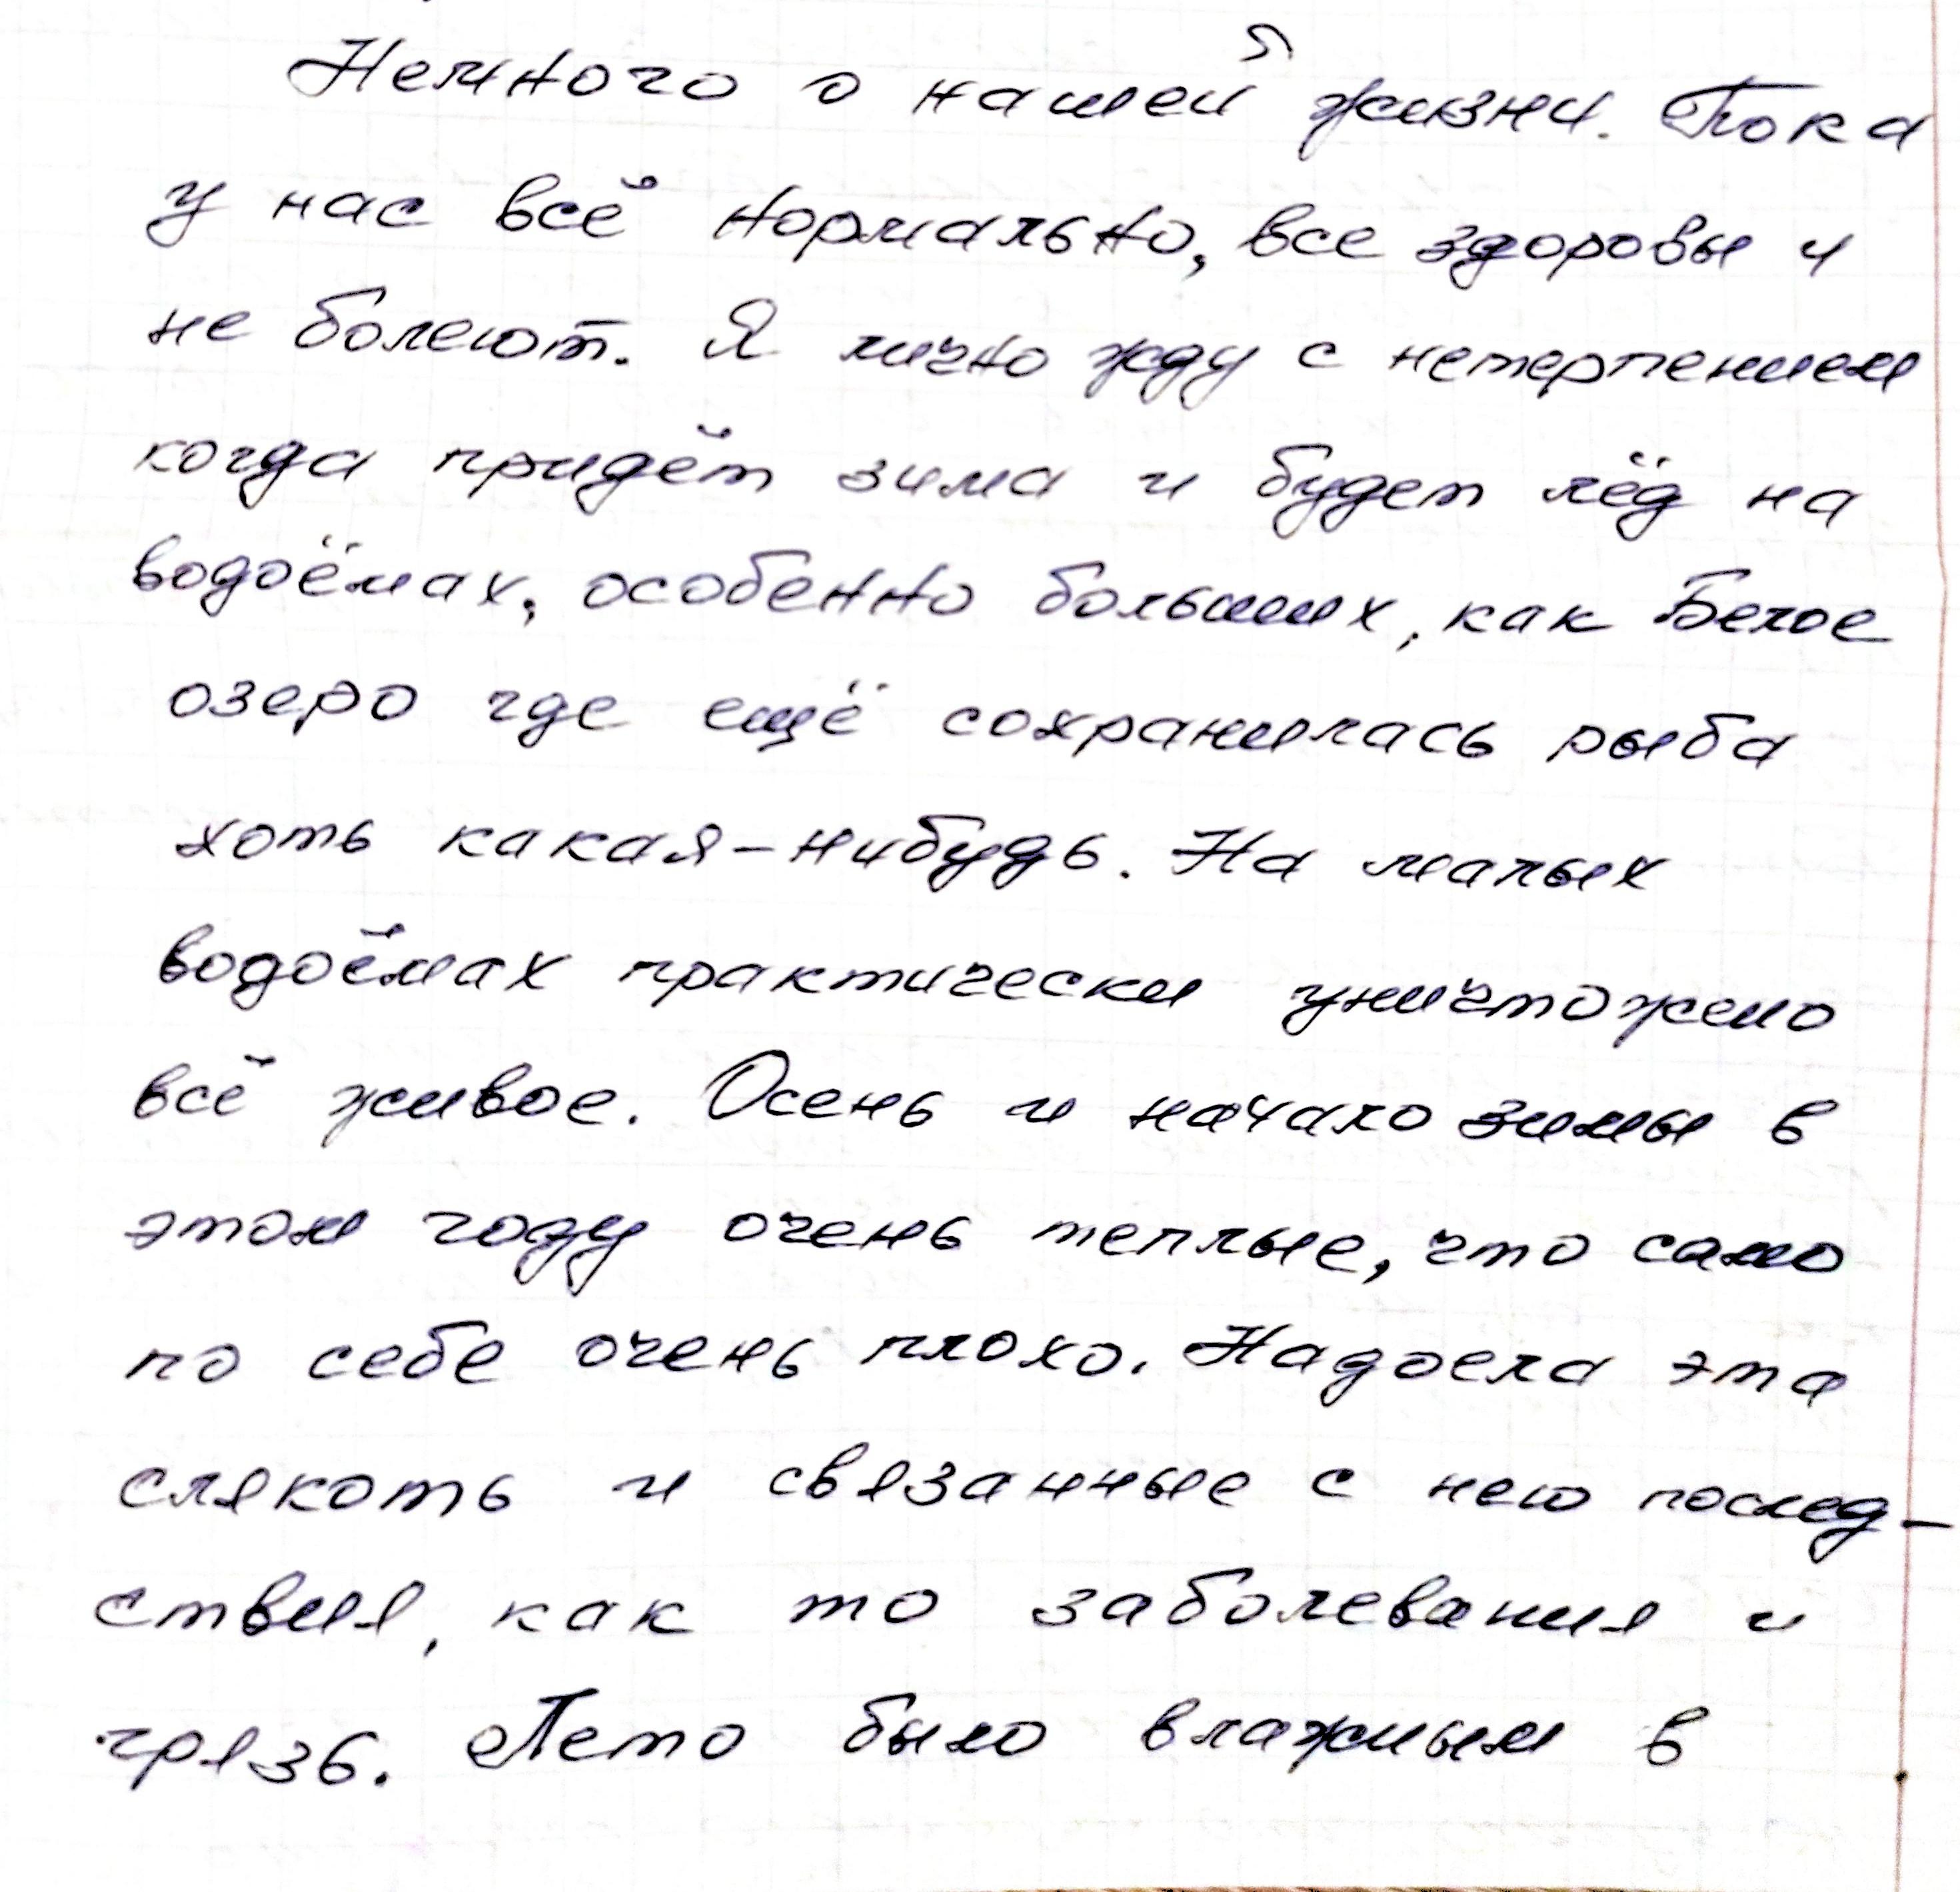 Немного о нашей жизни. Пока
у нас всё нормально, все здоровы и
не болеют. Я лично жду с нетерпением
когда придёт зима и будет лёд на
водоёмах, особенно больших, как Белое
озеро где ещё сохранилась рыба
хоть какая-нибудь. На малых
водоёмах практически уничтожено
всё живое. Осень и начало зимы в
этом году очень теплые, что само
по себе очень плохо. Надоела эта
слякоть и связанные с нею послед-
ствия, как то заболевания и
грязь. Лето было влажным в